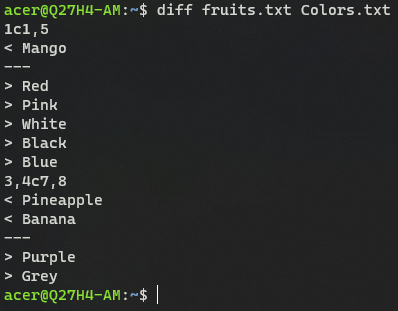 acer@Q27H4-AM:~$ diff fruits.txt Colors.txt
1c1,5
< Mango
---
> Red
> Pink
> White
> Black
> Blue
3,4c7,8
< Pineapple
< Banana
---
> Purple
> Grey
acer@Q27H4-AM:~$